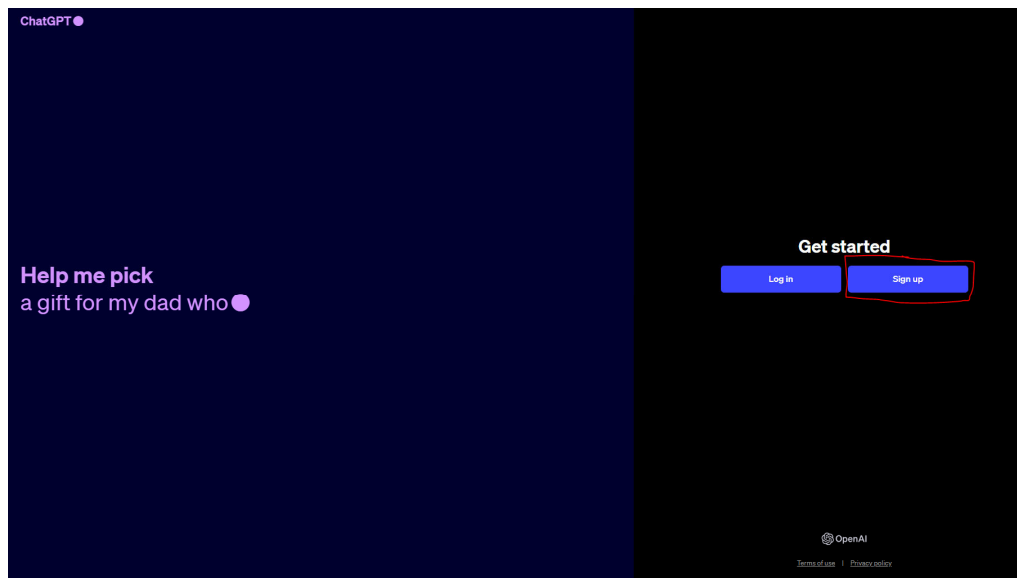 ChatGPT
Help me pick
a gift for my dad who
Get started
Log in
Sign up
OpenAI
Terms of use | Privacy policy